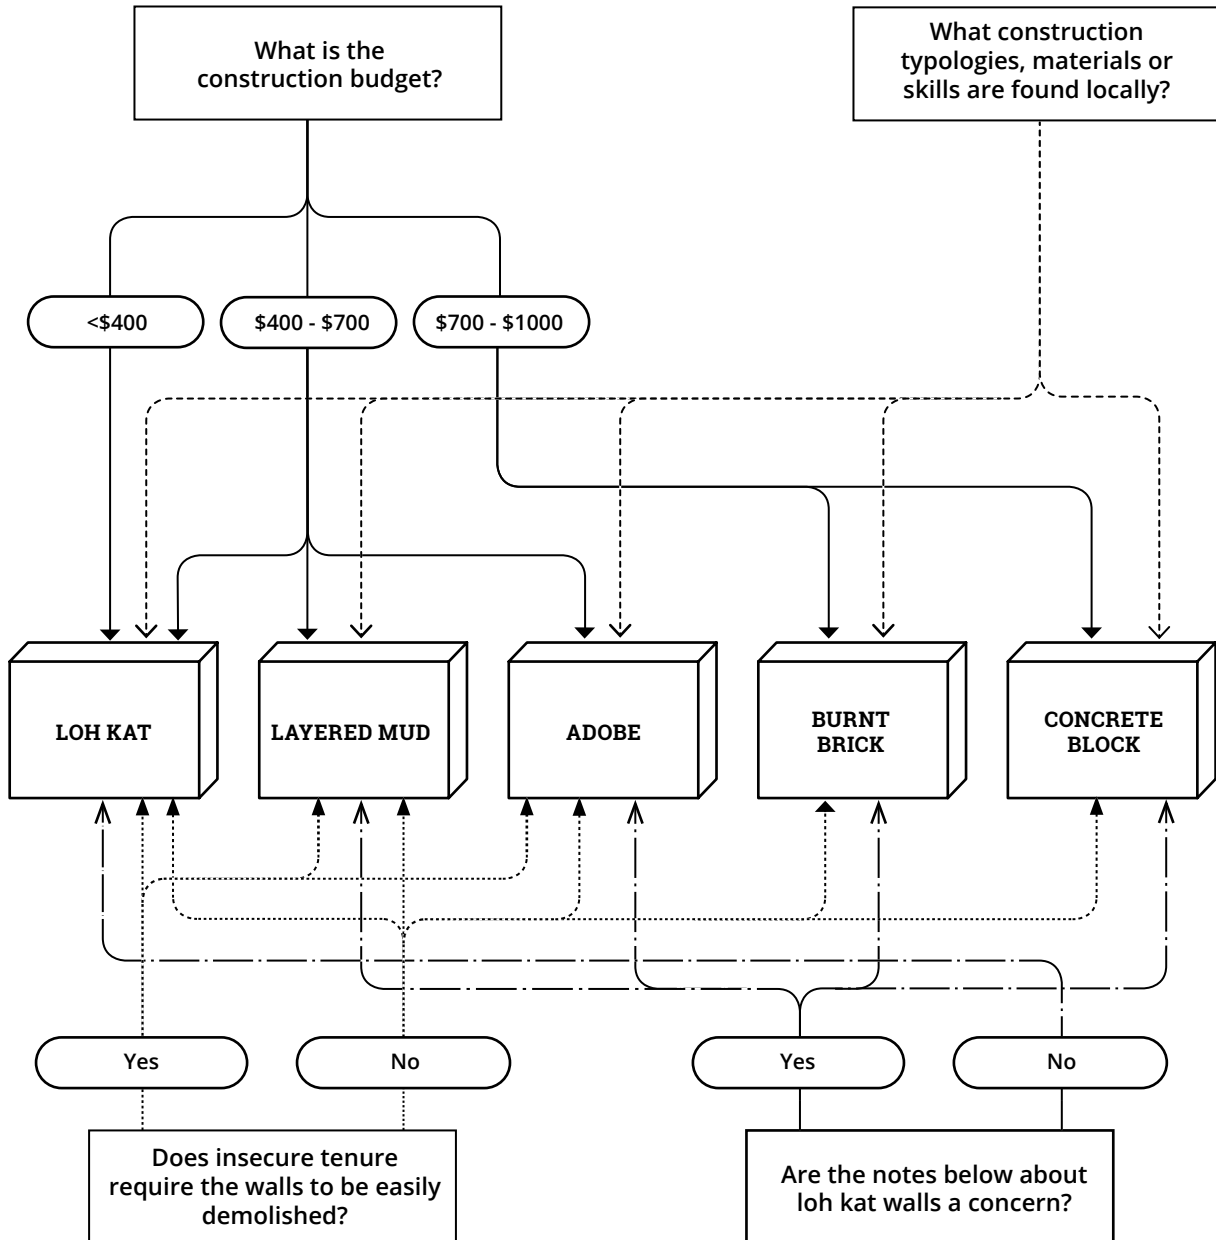 What is the
construction budget?
What construction
typologies, materials or
skills are found locally?
<$400
$400 - $700
$700 - $1000
LOH KAT
LAYERED MUD
ADOBE
BURNT
BRICK
CONCRETE
BLOCK
Yes
No
Yes
No
Does insecure tenure
require the walls to be easily
demolished?
Are the notes below about
loh kat walls a concern?